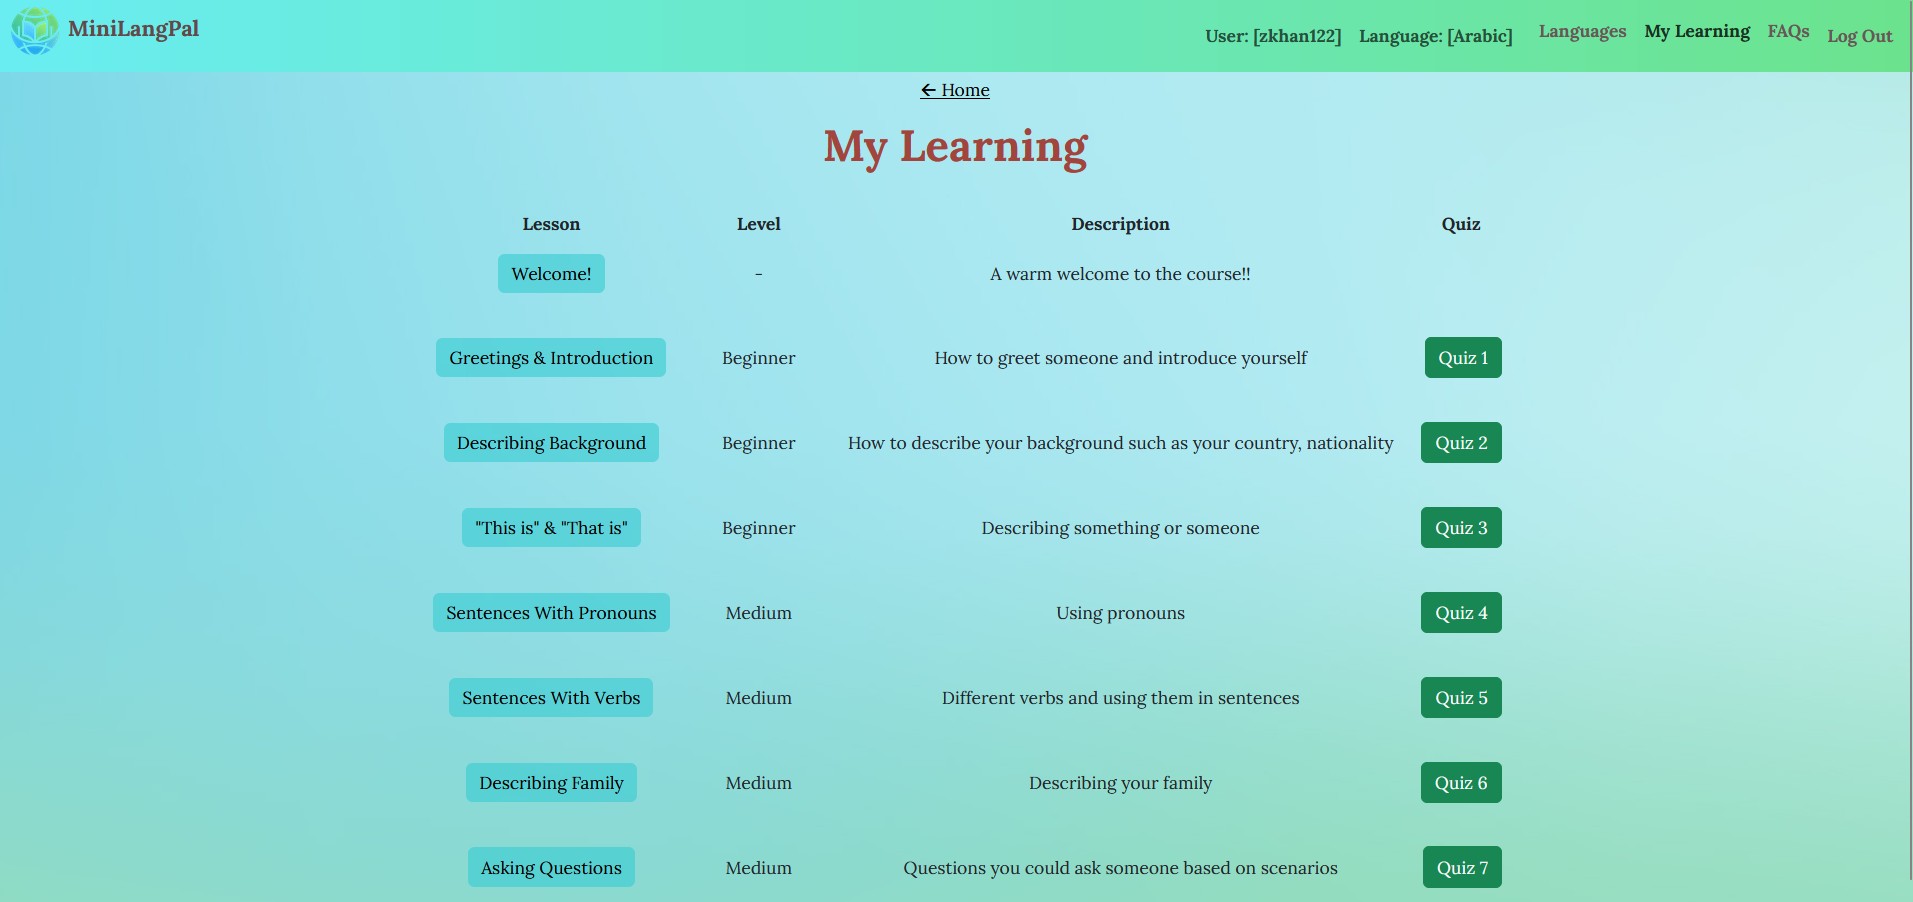 MiniLangPal
User: [zkhan122] Language: [Arabic] Languages My Learning FAQs Log Out
← Home
My Learning
Lesson Level Description Quiz
Welcome! - A warm welcome to the course!!
Greetings & Introduction Beginner How to greet someone and introduce yourself Quiz 1
Describing Background Beginner How to describe your background such as your country, nationality Quiz 2
"This is" & "That is" Beginner Describing something or someone Quiz 3
Sentences With Pronouns Medium Using pronouns Quiz 4
Sentences With Verbs Medium Different verbs and using them in sentences Quiz 5
Describing Family Medium Describing your family Quiz 6
Asking Questions Medium Questions you could ask someone based on scenarios Quiz 7